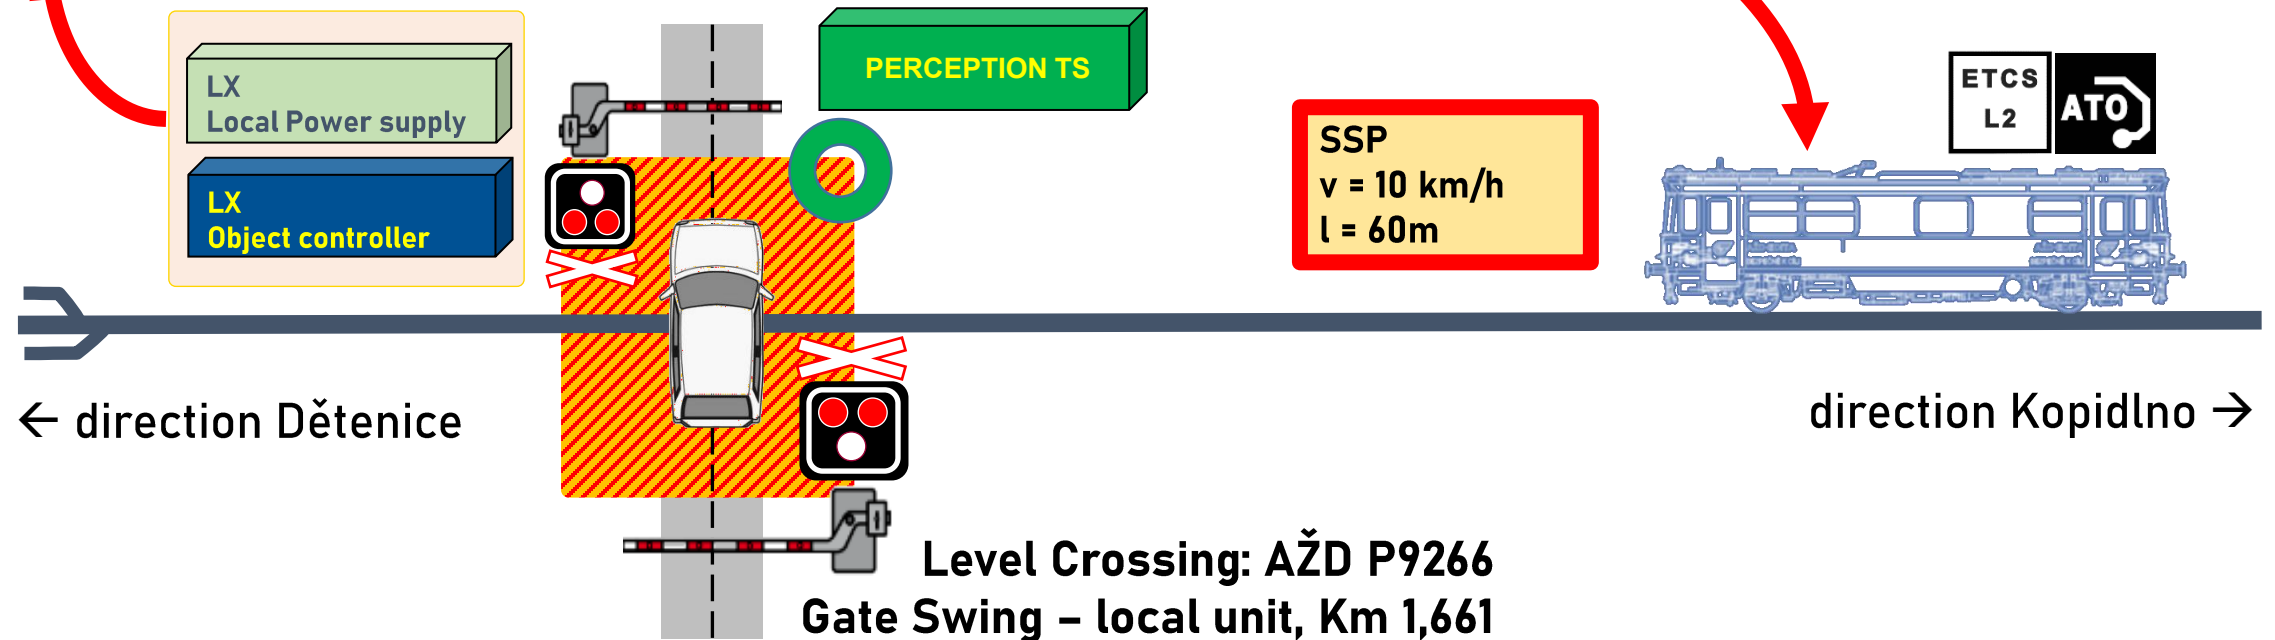 LX
Local Power supply
LX
Object controller
PERCEPTION TS
SSP
v = 10 km/h
l = 60m
ETCS
L2
ATO
← direction Dětenice
direction Kopidlno →
Level Crossing: AŽD P9266
Gate Swing – local unit, Km 1,661